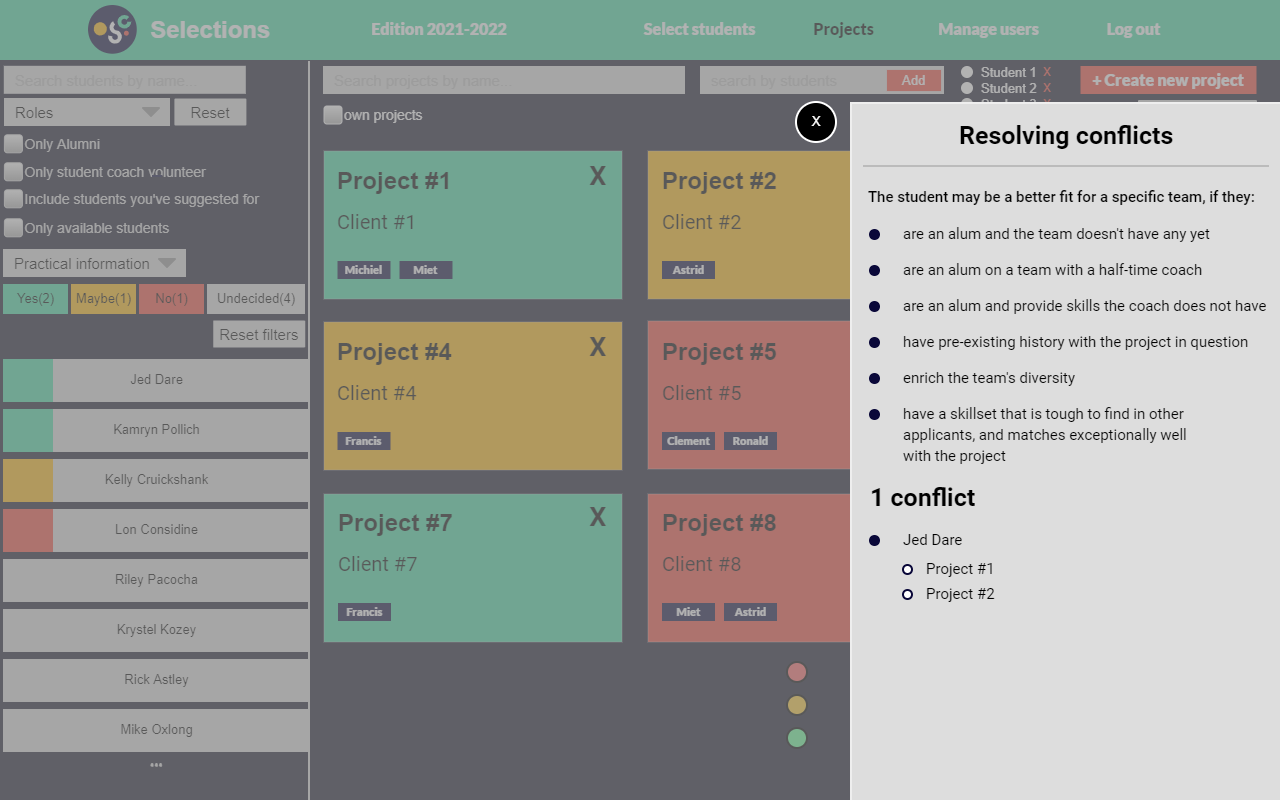 Selections
Edition 2021-2022
Select students
Projects
Manage users
Log out
Search students by name
Roles
Reset
Only Alumni
Only student coach volunteer
Include students you've suggested for
Only available students
Practical information
Yes(2)
Maybe(1)
No(1)
Undecided(4)
Reset filters
Jed Dare
Kamryn Pollich
Kelly Cruickshank
Lon Considine
Riley Pacocha
Krystel Kozey
Rick Astley
Mike Oxlong
...
Search projects by name
search by students
Add
Student 1 X
Student 2 X
+ Create new project
own projects
Project #1
X
Client #1
Michiel
Miet
Project #2
Client #2
Astrid
Project #4
X
Client #4
Francis
Project #5
Client #5
Clement
Ronald
Project #7
X
Client #7
Francis
Project #8
Client #8
Miet
Astrid
X
Resolving conflicts
The student may be a better fit for a specific team, if they:
are an alum and the team doesn't have any yet
are an alum on a team with a half-time coach
are an alum and provide skills the coach does not have
have pre-existing history with the project in question
enrich the team's diversity
have a skillset that is tough to find in other
applicants, and matches exceptionally well
with the project
1 conflict
Jed Dare
Project #1
Project #2